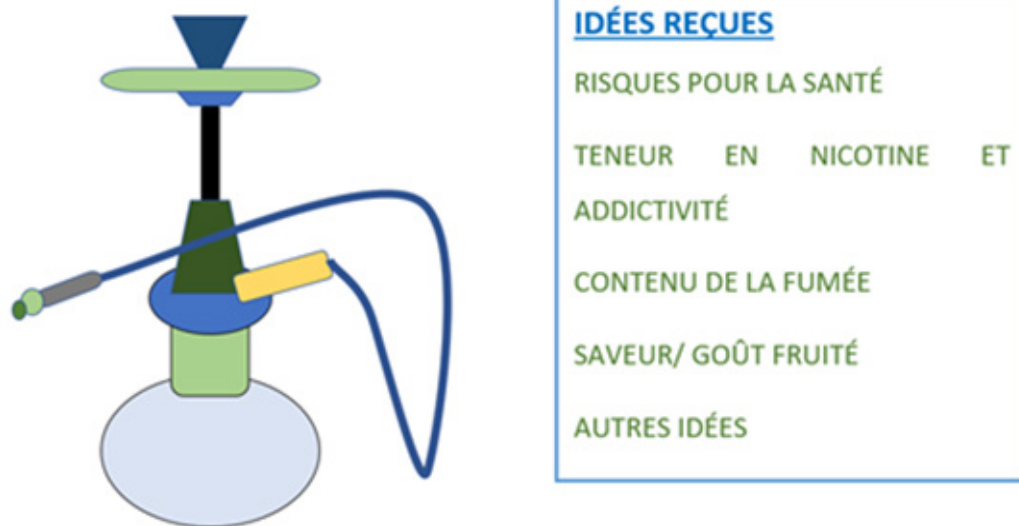 IDÉES REÇUES
RISQUES POUR LA SANTÉ
TENEUR EN NICOTINE ET
ADDICTIVITÉ
CONTENU DE LA FUMÉE
SAVEUR/ GOÛT FRUITÉ
AUTRES IDÉES